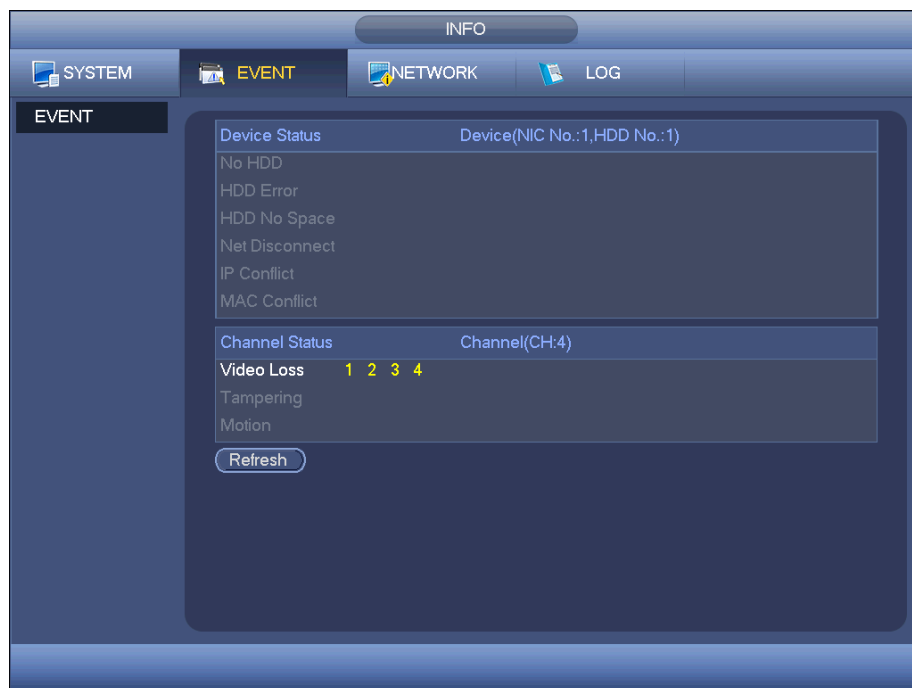 INFO
SYSTEM EVENT NETWORK LOG
EVENT
Device Status Device(NIC No.:1,HDD No.:1)
No HDD
HDD Error
HDD No Space
Net Disconnect
IP Conflict
MAC Conflict
Channel Status Channel(CH:4)
Video Loss 1 2 3 4
Tampering
Motion
Refresh